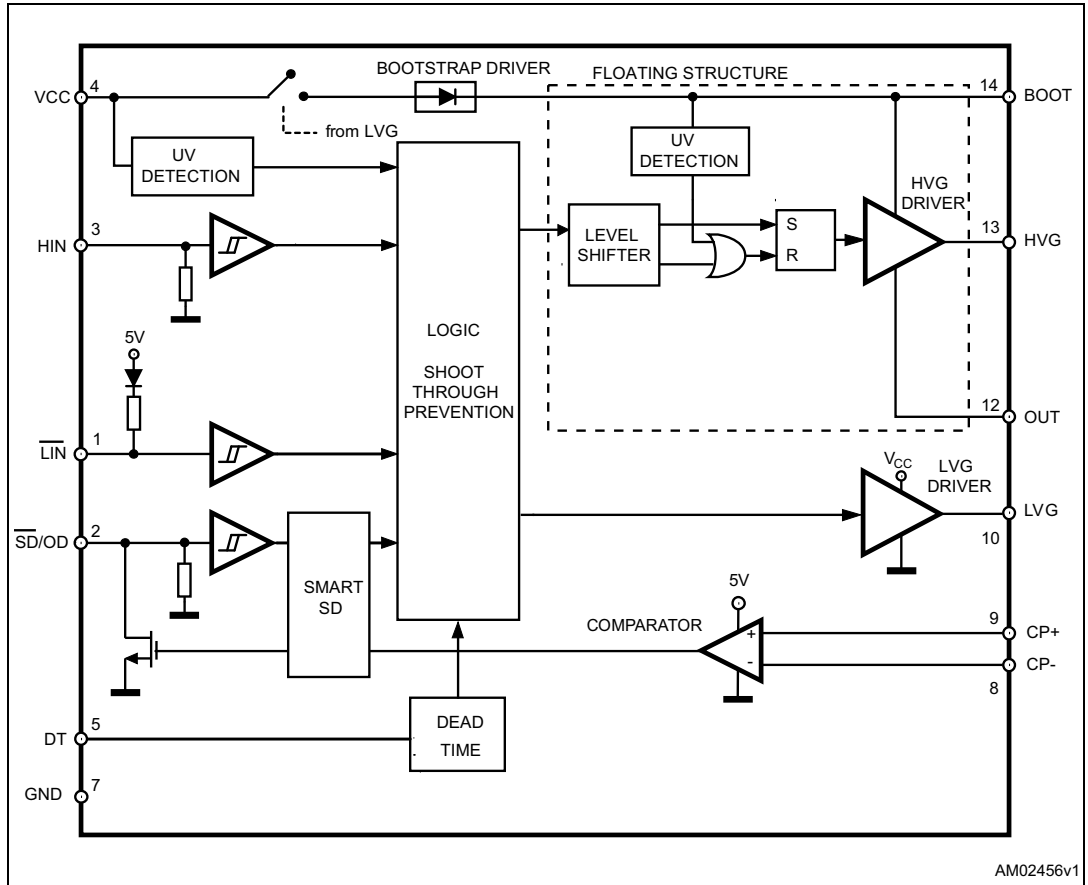 BOOTSTRAP DRIVER
FLOATING STRUCTURE
VCC
4
14
BOOT
from LVG
UV
DETECTION
UV
DETECTION
HVG
DRIVER
HIN
3
LEVEL
SHIFTER
S
R
13
HVG
5V
LOGIC
SHOOT
THROUGH
PREVENTION
12
OUT
LIN
1
VCC
LVG
DRIVER
LVG
10
SD/OD
2
SMART
SD
5V
COMPARATOR
+
-
9
CP+
CP-
8
DT
5
DEAD
TIME
GND
7
AM02456v1